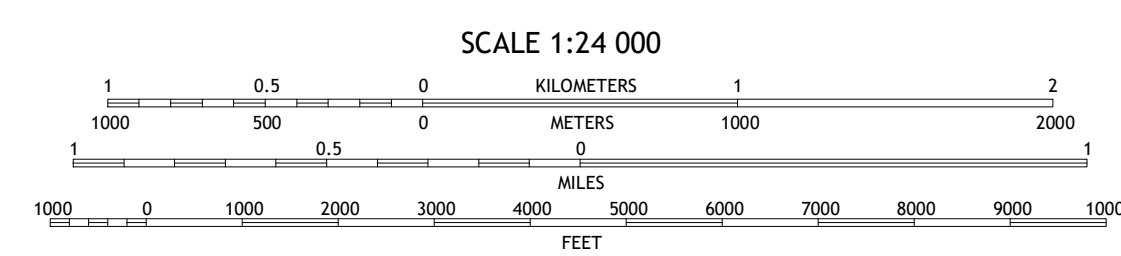 SCALE 1:24 000
1 0.5 0 KILOMETERS 1 2
1000 500 0 METERS 1000 2000
1 0.5 0 1
MILES
1000 0 1000 2000 3000 4000 5000 6000 7000 8000 9000 1000
FEET